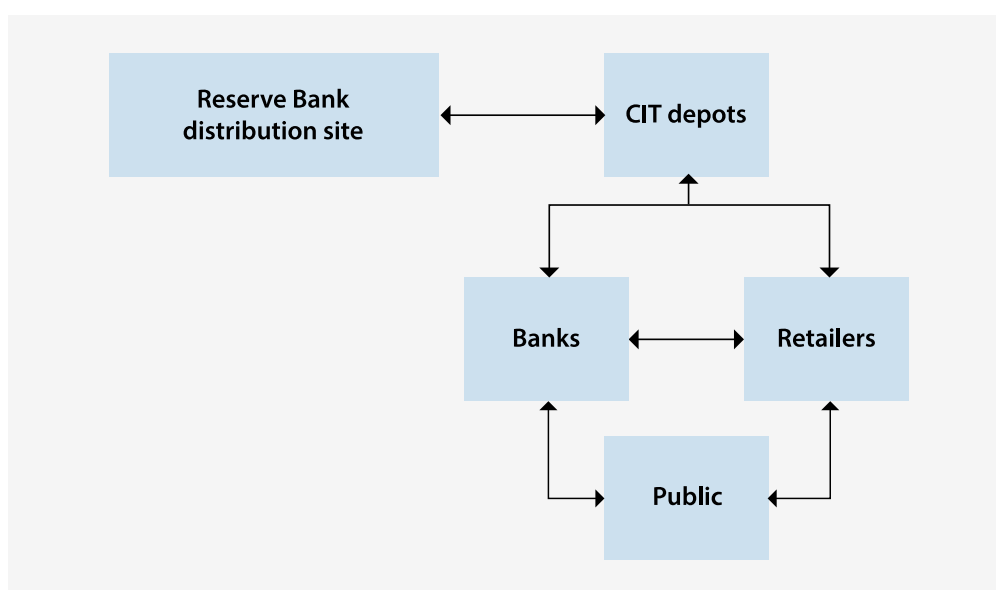 Reserve Bank
distribution site
CIT depots
Banks
Retailers
Public